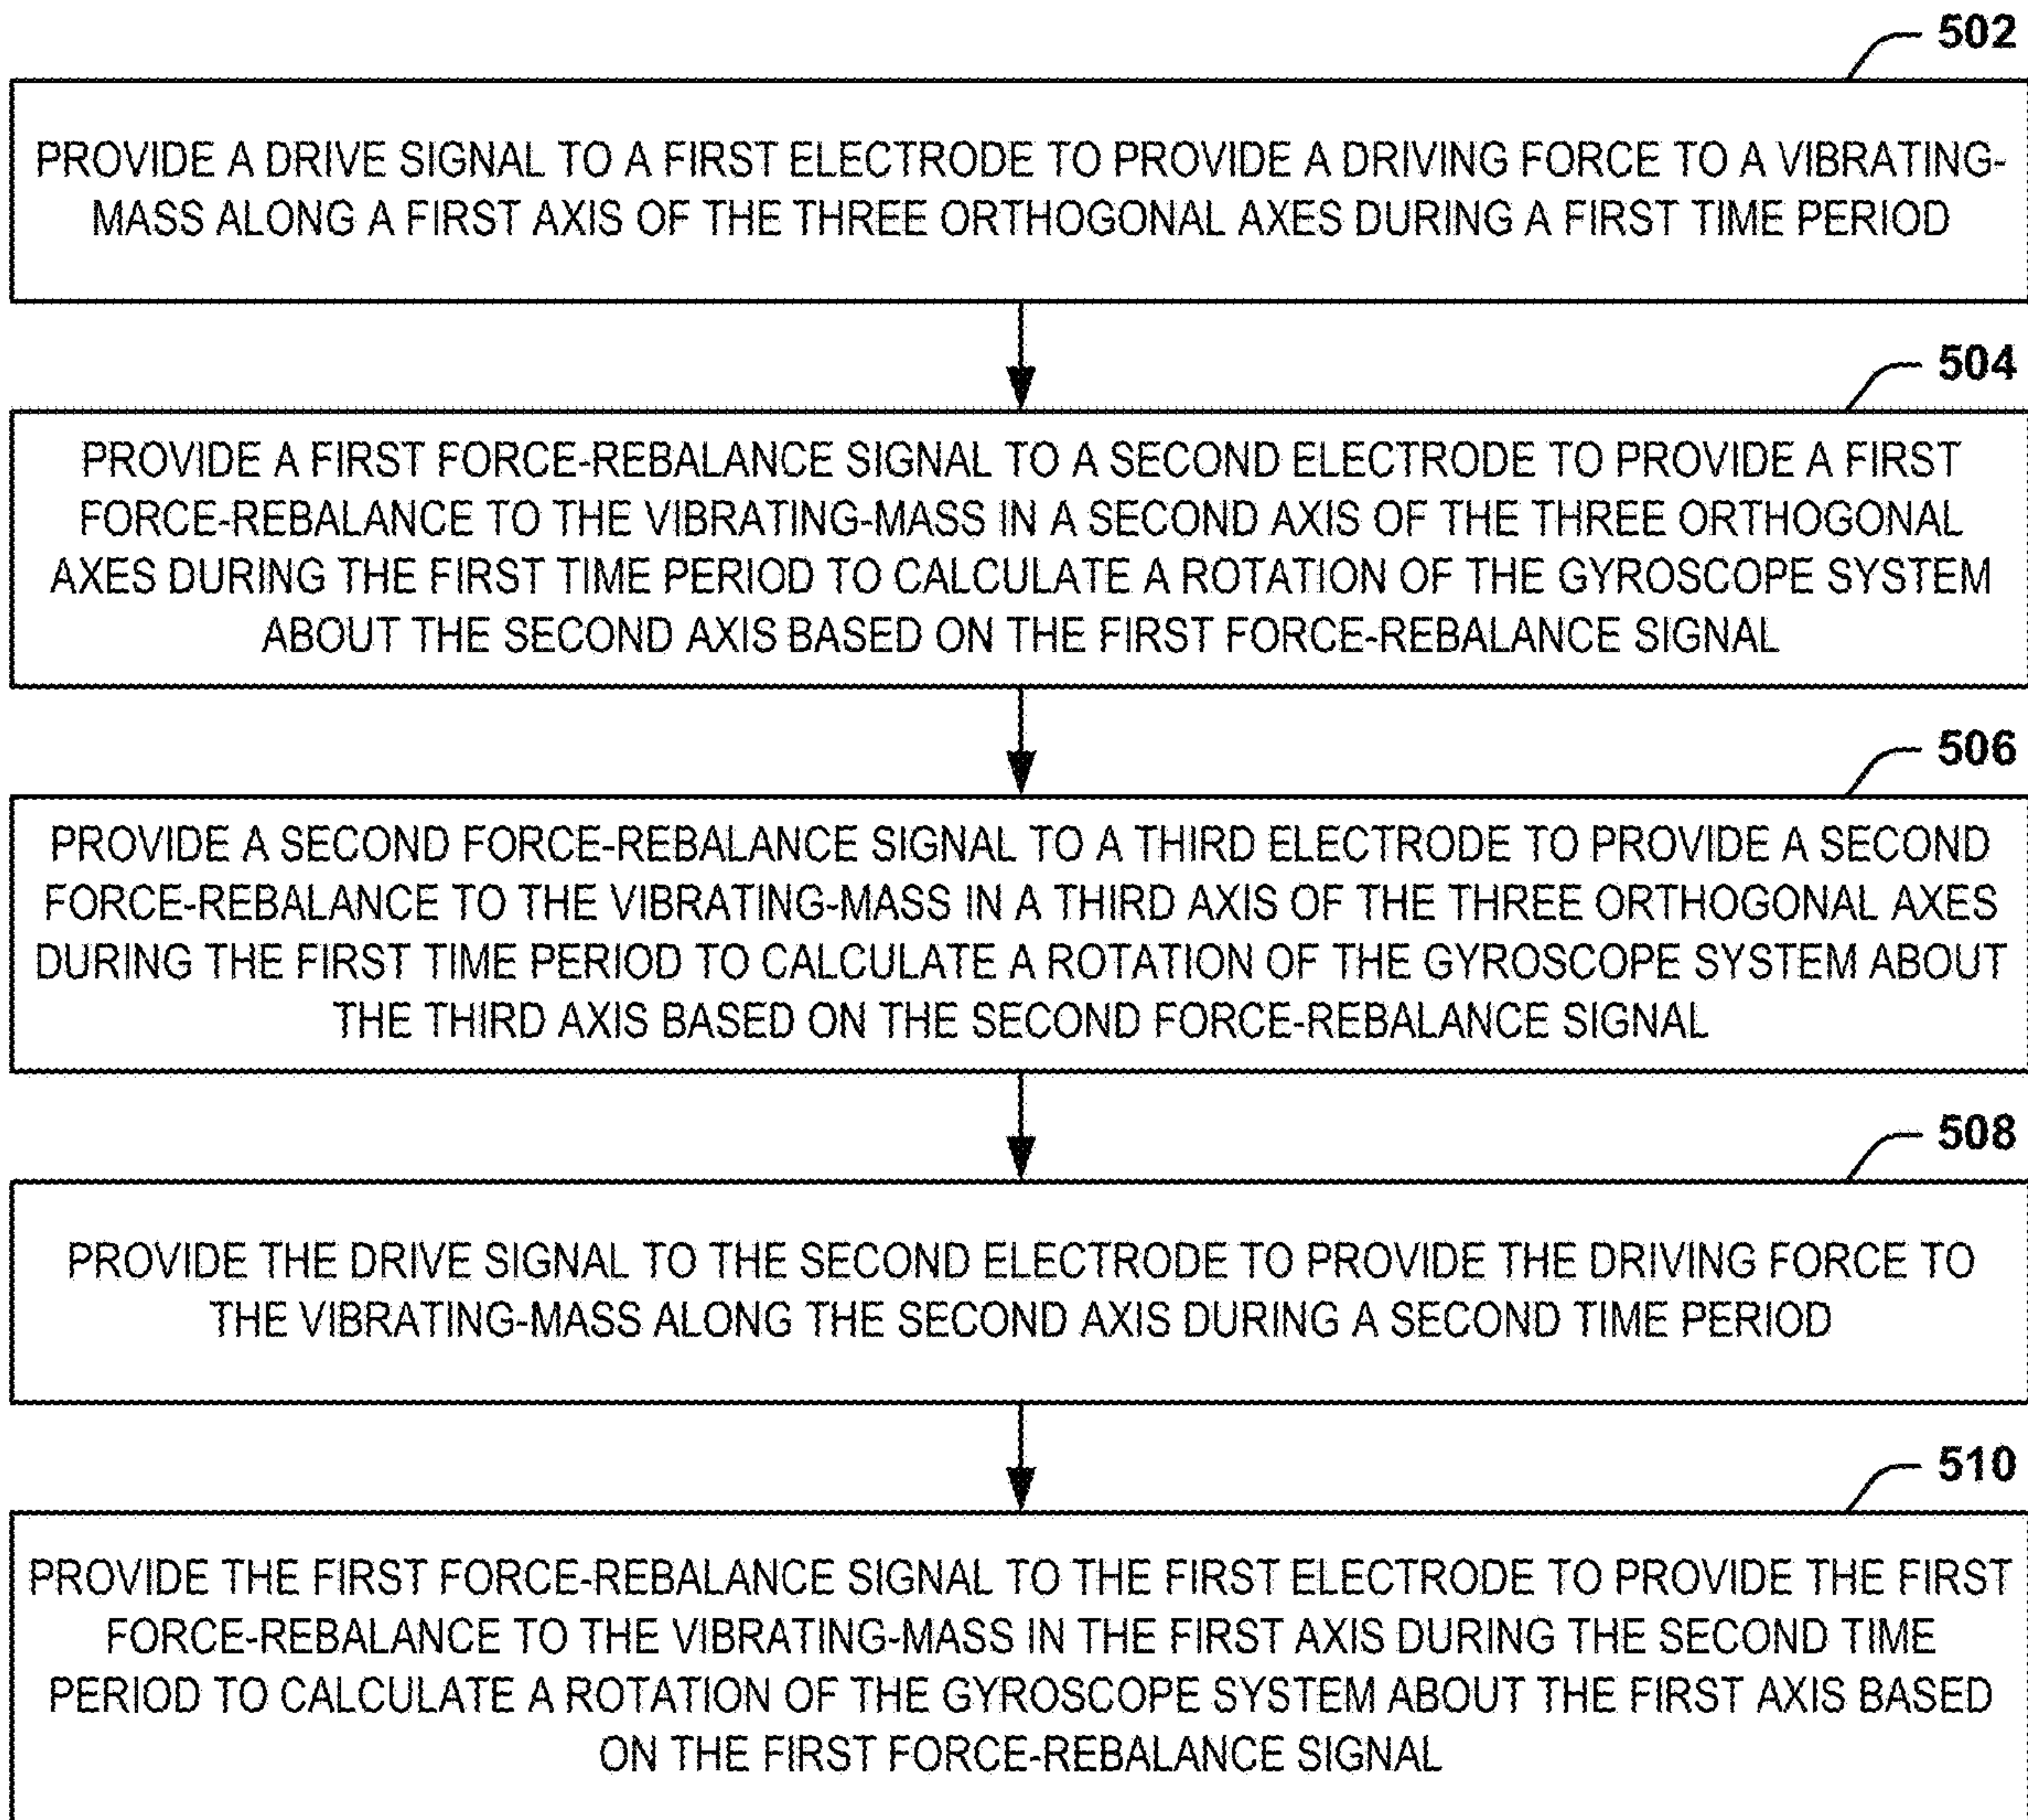 502
PROVIDE A DRIVE SIGNAL TO A FIRST ELECTRODE TO PROVIDE A DRIVING FORCE TO A VIBRATING-
MASS ALONG A FIRST AXIS OF THE THREE ORTHOGONAL AXES DURING A FIRST TIME PERIOD
504
PROVIDE A FIRST FORCE-REBALANCE SIGNAL TO A SECOND ELECTRODE TO PROVIDE A FIRST
FORCE-REBALANCE TO THE VIBRATING-MASS IN A SECOND AXIS OF THE THREE ORTHOGONAL
AXES DURING THE FIRST TIME PERIOD TO CALCULATE A ROTATION OF THE GYROSCOPE SYSTEM
ABOUT THE SECOND AXIS BASED ON THE FIRST FORCE-REBALANCE SIGNAL
506
PROVIDE A SECOND FORCE-REBALANCE SIGNAL TO A THIRD ELECTRODE TO PROVIDE A SECOND
FORCE-REBALANCE TO THE VIBRATING-MASS IN A THIRD AXIS OF THE THREE ORTHOGONAL AXES
DURING THE FIRST TIME PERIOD TO CALCULATE A ROTATION OF THE GYROSCOPE SYSTEM ABOUT
THE THIRD AXIS BASED ON THE SECOND FORCE-REBALANCE SIGNAL
508
PROVIDE THE DRIVE SIGNAL TO THE SECOND ELECTRODE TO PROVIDE THE DRIVING FORCE TO
THE VIBRATING-MASS ALONG THE SECOND AXIS DURING A SECOND TIME PERIOD
510
PROVIDE THE FIRST FORCE-REBALANCE SIGNAL TO THE FIRST ELECTRODE TO PROVIDE THE FIRST
FORCE-REBALANCE TO THE VIBRATING-MASS IN THE FIRST AXIS DURING THE SECOND TIME
PERIOD TO CALCULATE A ROTATION OF THE GYROSCOPE SYSTEM ABOUT THE FIRST AXIS BASED
ON THE FIRST FORCE-REBALANCE SIGNAL